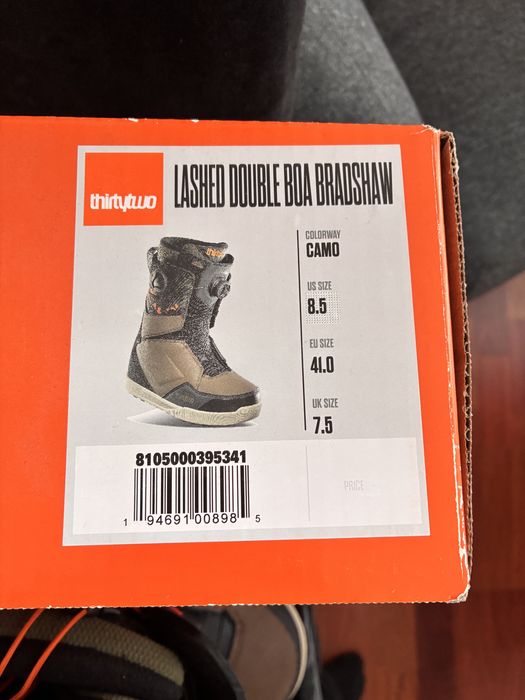 thirtytwo
LASHED DOUBLE BOA BRADSHAW
COLORWAY
CAMO
US SIZE
8.5
EU SIZE
41.0
UK SIZE
7.5
8105000395341
1 94691 00898 5
PRICE